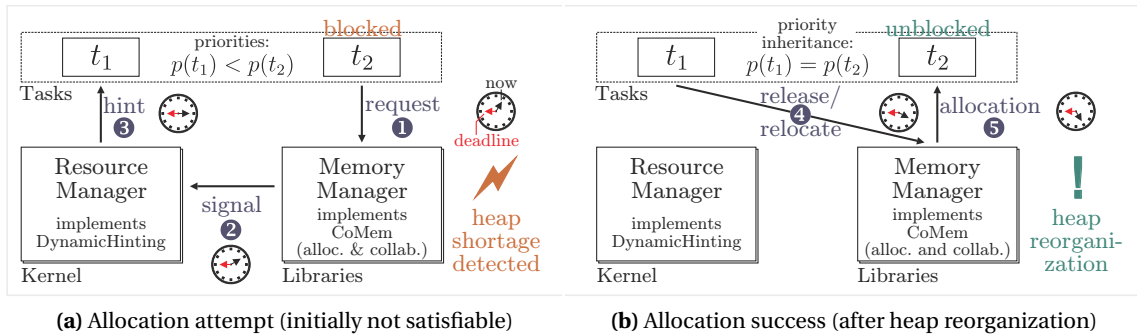 blocked
priorities:
t1
p(t1) < p(t2)
t2
Tasks
hint
3
request
1
now
deadline
Resource
Manager
implements
DynamicHinting
Kernel
signal
2
Memory
Manager
implements
CoMem
(alloc. & collab.)
Libraries
heap
shortage
detected
(a) Allocation attempt (initially not satisfiable)
priority
inheritance:
unblocked
t1
p(t1) = p(t2)
t2
Tasks
release/
4
relocate
allocation
5
Resource
Manager
implements
DynamicHinting
Kernel
Memory
Manager
implements
CoMem
(alloc. and collab.)
Libraries
!
heap
reorgani-
zation
(b) Allocation success (after heap reorganization)